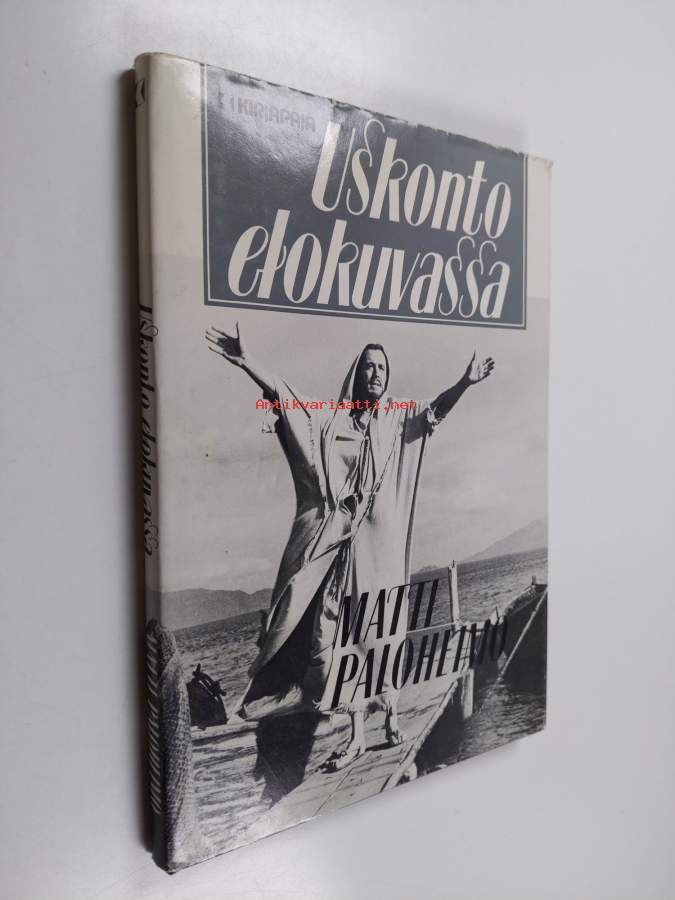 KIRJAPAJA
Uskonto
elokuvassa
Antikvariaatti.net
MATTI
PALOHEIMO
Uskonto elokuvassa